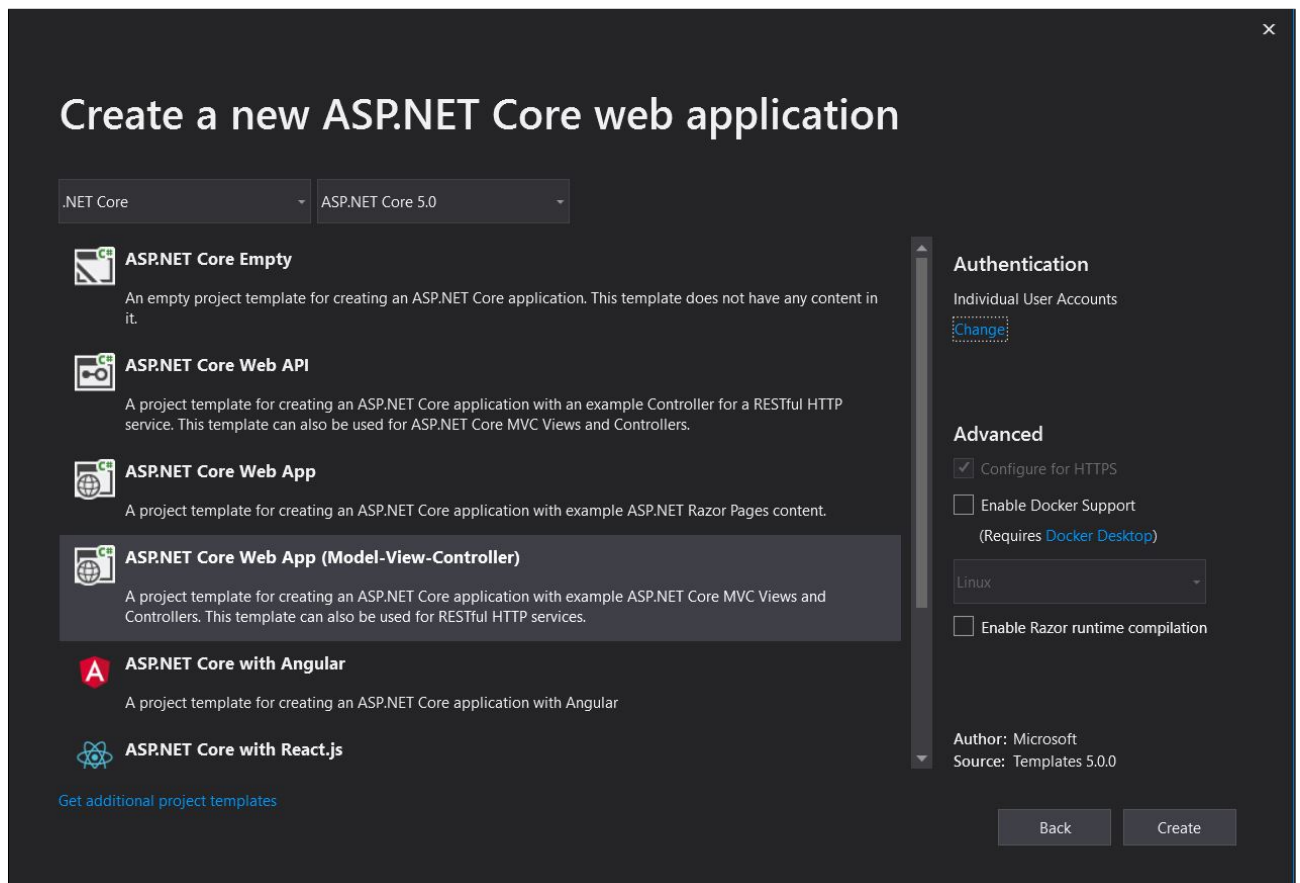 Create a new ASP.NET Core web application
.NET Core
ASP.NET Core 5.0
ASP.NET Core Empty
An empty project template for creating an ASP.NET Core application. This template does not have any content in
it.
ASP.NET Core Web API
A project template for creating an ASP.NET Core application with an example Controller for a RESTful HTTP
service. This template can also be used for ASP.NET Core MVC Views and Controllers.
ASP.NET Core Web App
A project template for creating an ASP.NET Core application with example ASP.NET Razor Pages content.
ASP.NET Core Web App (Model-View-Controller)
A project template for creating an ASP.NET Core application with example ASP.NET Core MVC Views and
Controllers. This template can also be used for RESTful HTTP services.
ASP.NET Core with Angular
A project template for creating an ASP.NET Core application with Angular
ASP.NET Core with React.js
Get additional project templates
Authentication
Individual User Accounts
Change
Advanced
Configure for HTTPS
Enable Docker Support
(Requires Docker Desktop)
Linux
Enable Razor runtime compilation
Author: Microsoft
Source: Templates 5.0.0
Back
Create